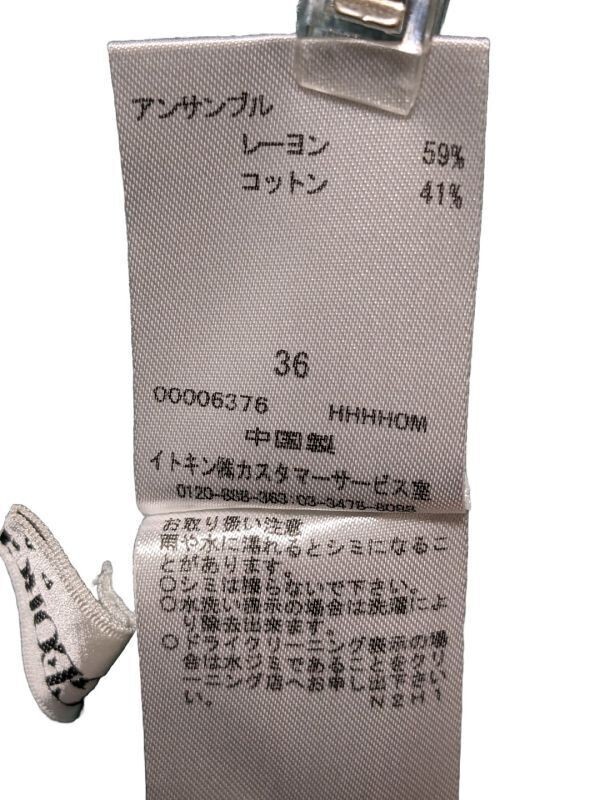 アンサンブル
レーヨン 59%
コットン 41%
36
00006376 HHHHOM
中国製
イトキン㈱カスタマーサービス室
0120-888-363 03-3478-8088
お取り扱い注意
雨や水に濡れるとシミになるこ
とがあります。
○シミは擦らないで下さい。
○水洗い表示の場合は洗濯によ
り除去出来ます。
○ドライクリーニング表示の場
合は水ジミであることをクリ
ーニング店へお申し出下さい
い。 N2H1